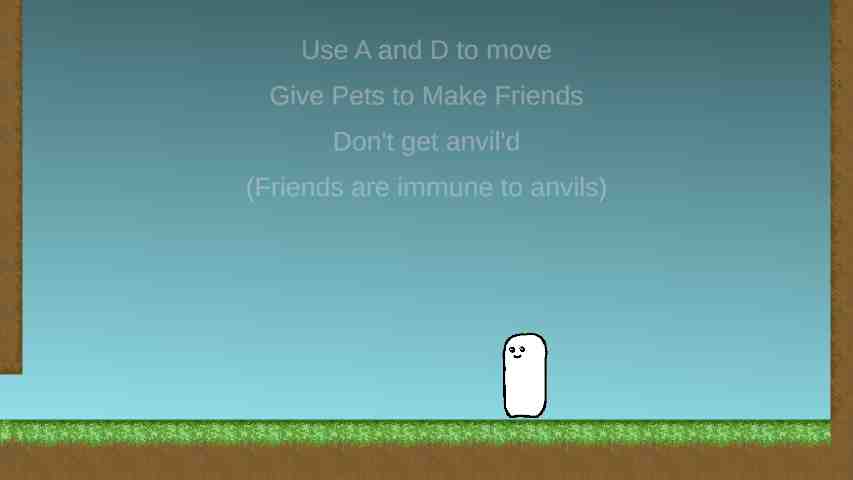 Use A and D to move
Give Pets to Make Friends
Don't get anvil'd
(Friends are immune to anvils)